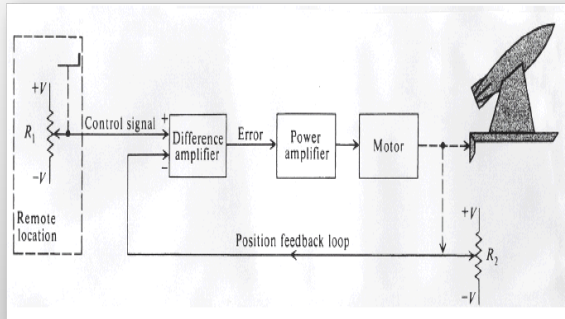 +V
R1
−V
Remote
location
Control signal
+
−
Difference
amplifier
Error
Power
amplifier
Motor
Position feedback loop
+V
R2
−V